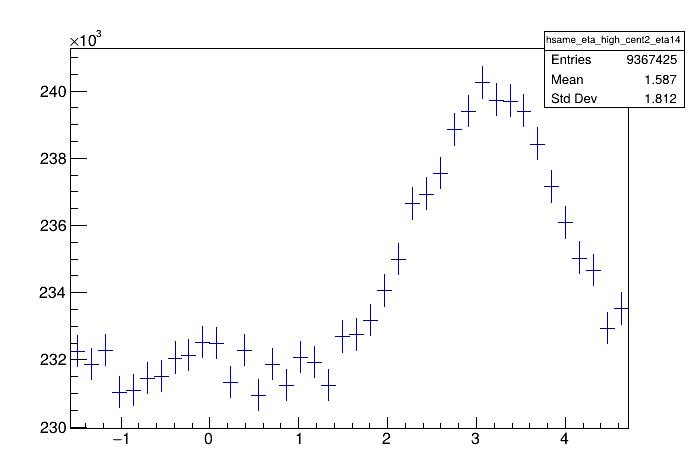 ×10³
hsame_eta_high_cent2_eta14
Entries 9367425
Mean 1.587
Std Dev 1.812
240
238
236
234
232
230
−1 0 1 2 3 4